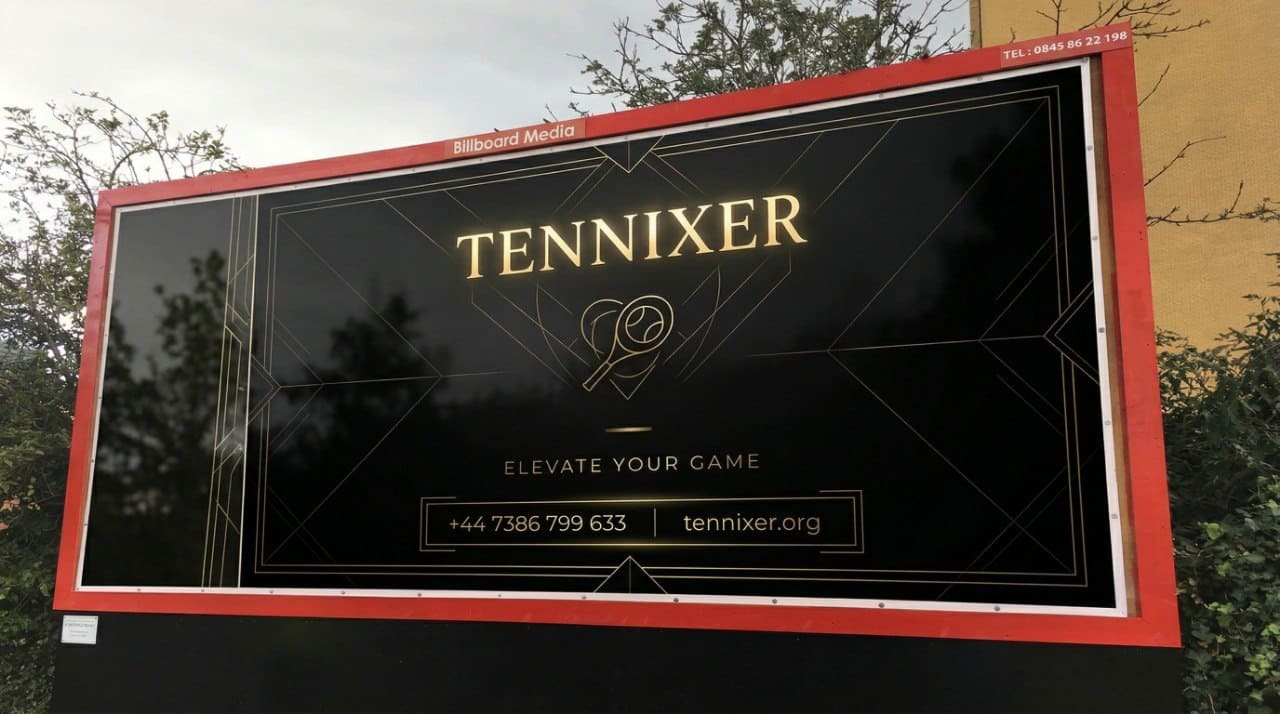 TEL : 0845 86 22 198
Billboard Media
TENNIXER
ELEVATE YOUR GAME
+44 7386 799 633 | tennixer.org